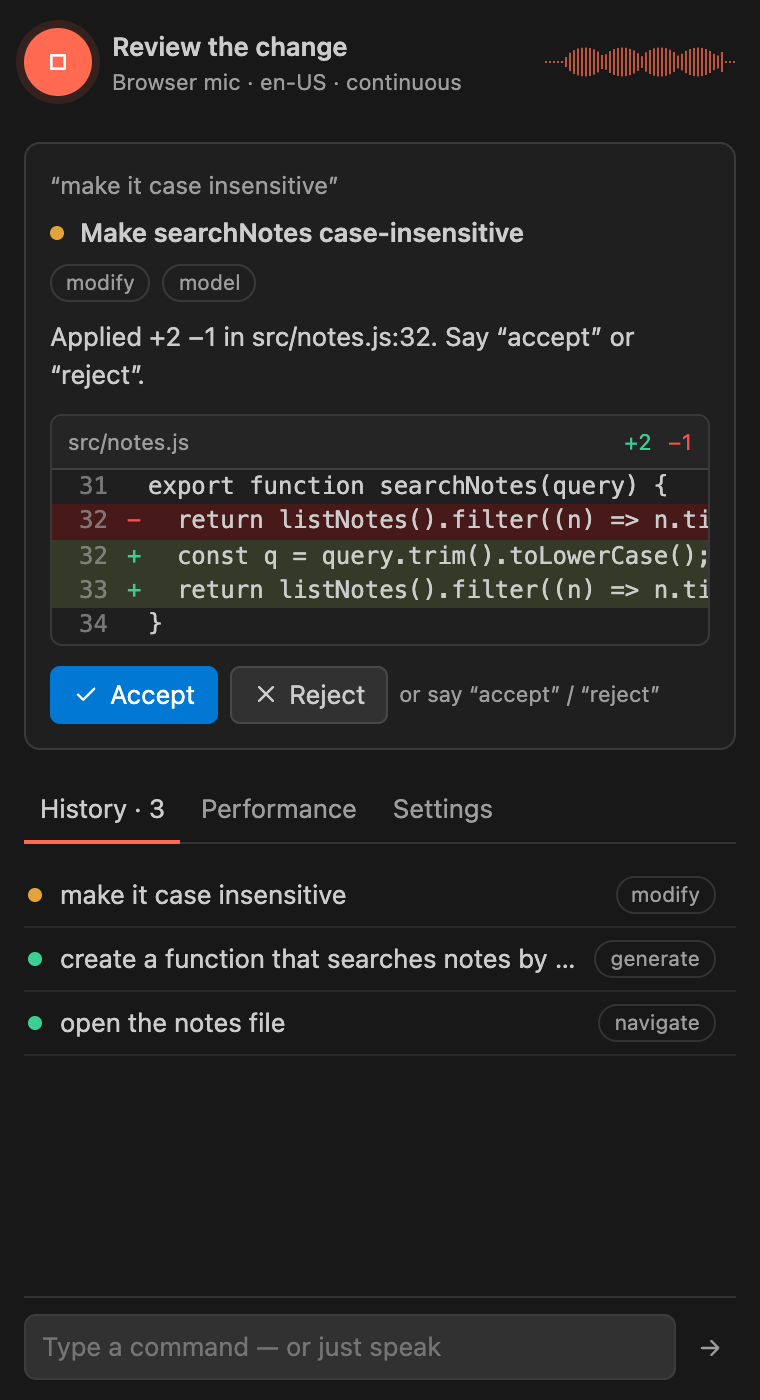 Review the change
Browser mic · en-US · continuous
“make it case insensitive”
Make searchNotes case-insensitive
modify model
Applied +2 −1 in src/notes.js:32. Say “accept” or
“reject”.
src/notes.js +2 −1
31 export function searchNotes(query) {
32 − return listNotes().filter((n) => n.ti
32 + const q = query.trim().toLowerCase();
33 + return listNotes().filter((n) => n.ti
34 }
Accept Reject or say “accept” / “reject”
History · 3 Performance Settings
make it case insensitive modify
create a function that searches notes by ... generate
open the notes file navigate
Type a command — or just speak